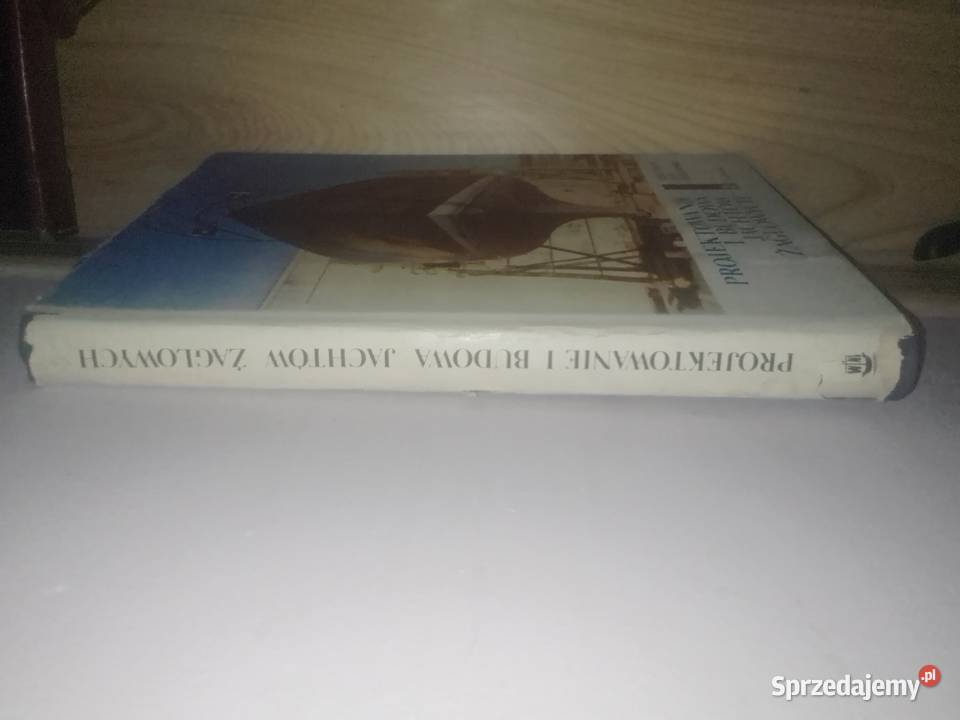 PROJEKTOWANIE
I BUDOWA
JACHTÓW
ŻAGLOWYCH
PROJEKTOWANIE I BUDOWA JACHTÓW ŻAGLOWYCH
Sprzedajemy.pl